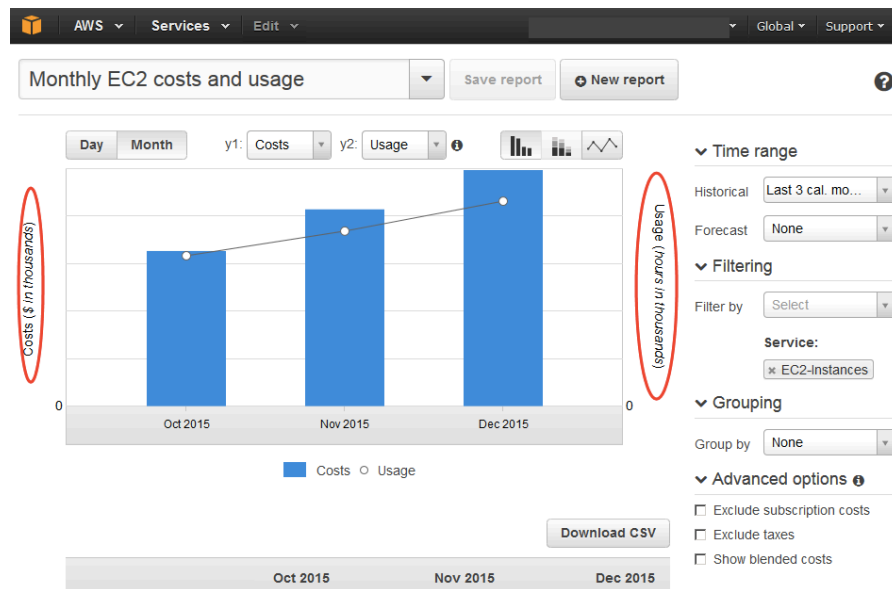 AWS Services Edit Global Support
Monthly EC2 costs and usage Save report New report ?
Day Month y1: Costs y2: Usage i
Time range
Historical Last 3 cal. mo...
Forecast None
Filtering
Filter by Select
Service:
× EC2-Instances
Grouping
Group by None
Advanced options i
Exclude subscription costs
Exclude taxes
Show blended costs
Costs ($ in thousands)
Usage (hours in thousands)
0 0
Oct 2015 Nov 2015 Dec 2015
Costs Usage
Download CSV
Oct 2015 Nov 2015 Dec 2015